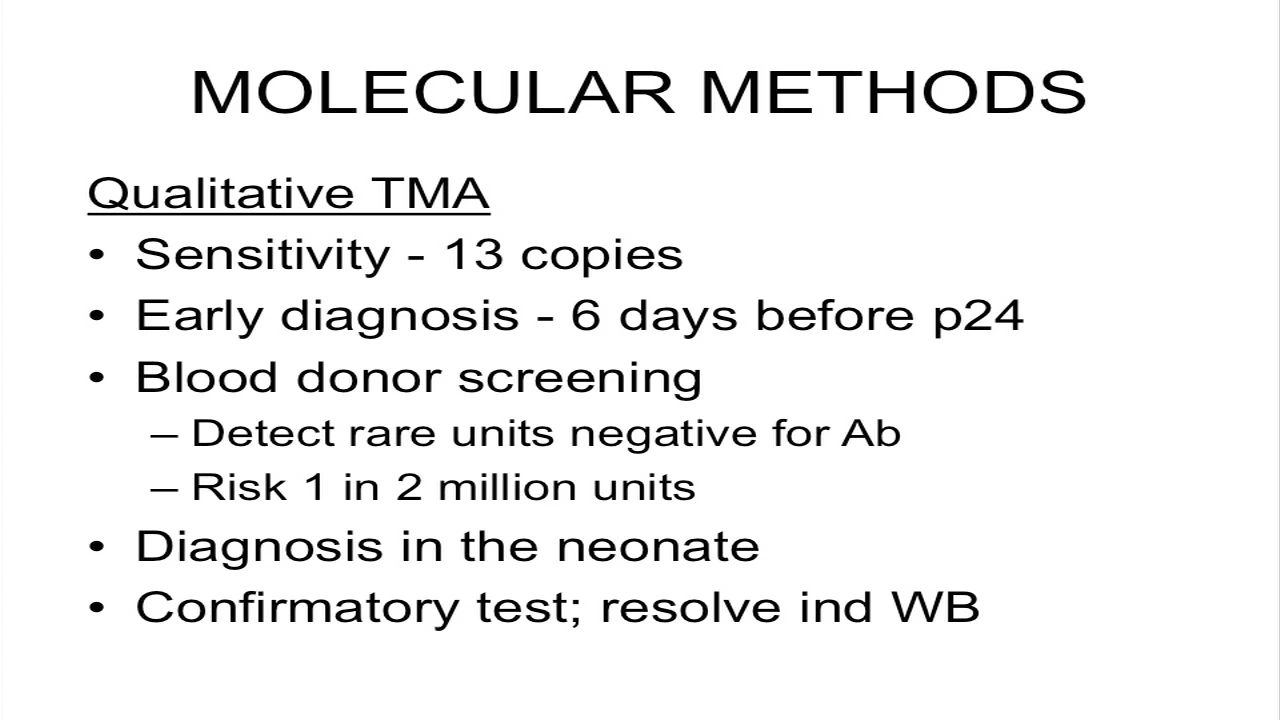 MOLECULAR METHODS
Qualitative TMA
• Sensitivity - 13 copies
• Early diagnosis - 6 days before p24
• Blood donor screening
– Detect rare units negative for Ab
– Risk 1 in 2 million units
• Diagnosis in the neonate
• Confirmatory test; resolve ind WB